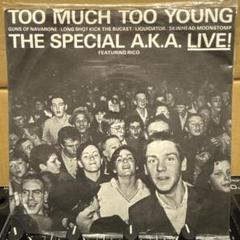 TOO MUCH TOO YOUNG
GUNS OF NAVARONE · LONG SHOT KICK THE BUCKET · LIQUIDATOR · SKINHEAD MOONSTOMP
THE SPECIAL A.K.A. LIVE!
FEATURING RICO